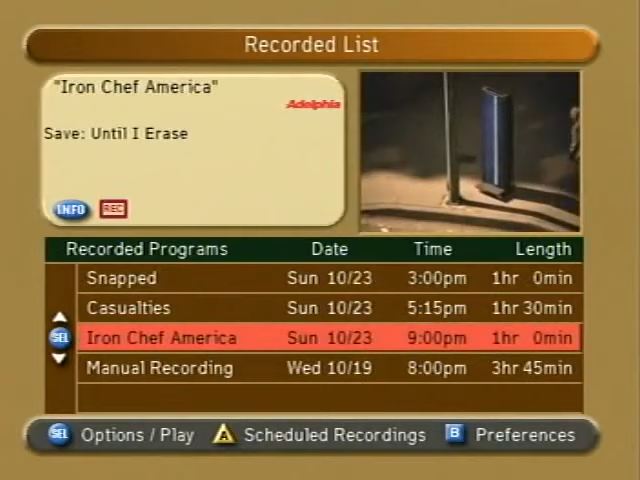 Recorded List
"Iron Chef America"
Adelphia
Save: Until I Erase
INFO REC
Recorded Programs Date Time Length
Snapped Sun 10/23 3:00pm 1hr 0min
Casualties Sun 10/23 5:15pm 1hr 30min
SEL Iron Chef America Sun 10/23 9:00pm 1hr 0min
Manual Recording Wed 10/19 8:00pm 3hr 45min
SEL Options / Play A Scheduled Recordings B Preferences